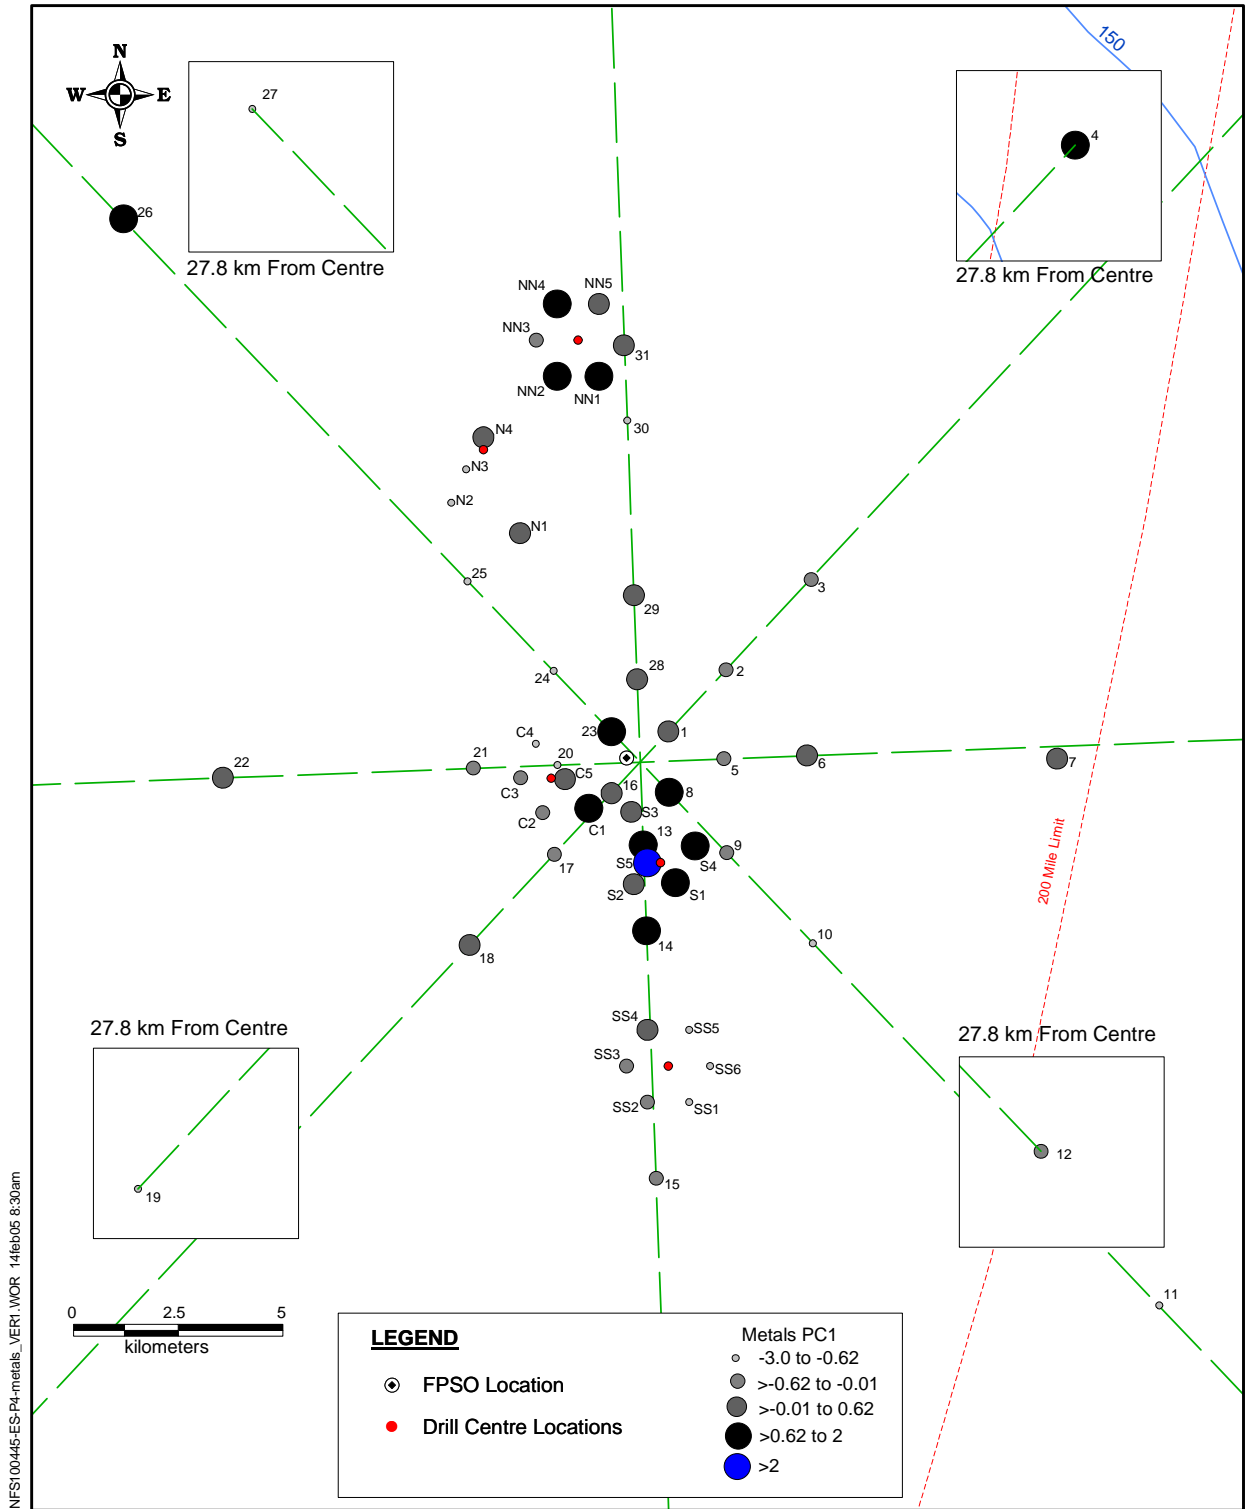 150
N
W E
S
27
4
26
27.8 km From Centre
27.8 km From Centre
NN4 NN5
NN3
31
NN2 NN1
30
N4
N3
N2
N1
25
3
29
24
28
2
23
1
C4
22
21
20
5
6
7
C3
C5
16
8
C2
C1
S3
13
17
S5
S4
9
S2
S1
200 Mile Limit
14
10
18
SS4
SS5
27.8 km From Centre
27.8 km From Centre
SS3
SS6
SS2
SS1
12
15
19
11
0 2.5 5
kilometers
LEGEND
FPSO Location
Drill Centre Locations
Metals PC1
-3.0 to -0.62
>-0.62 to -0.01
>-0.01 to 0.62
>0.62 to 2
>2
NFS100445-ES-P4-metals_VER1.WOR 14feb05 8:30am